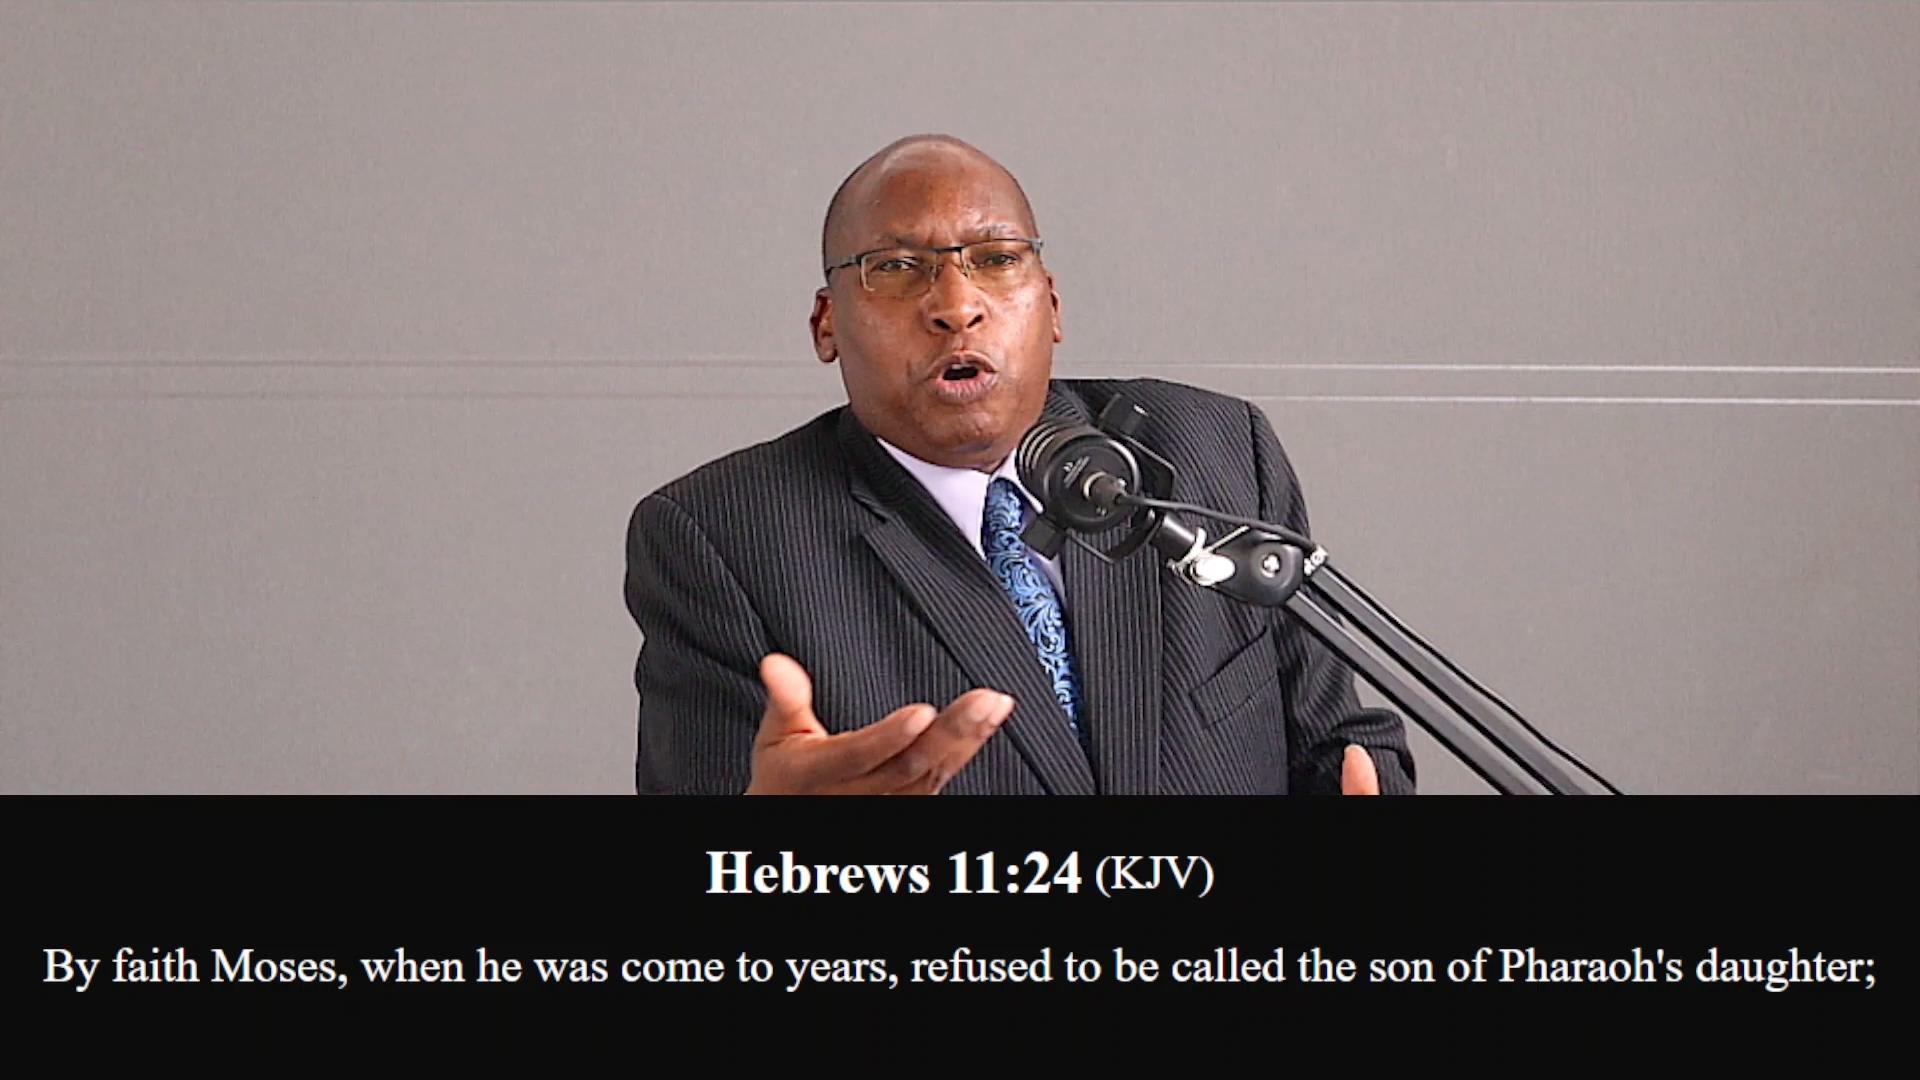 Hebrews 11:24 (KJV)
By faith Moses, when he was come to years, refused to be called the son of Pharaoh's daughter;